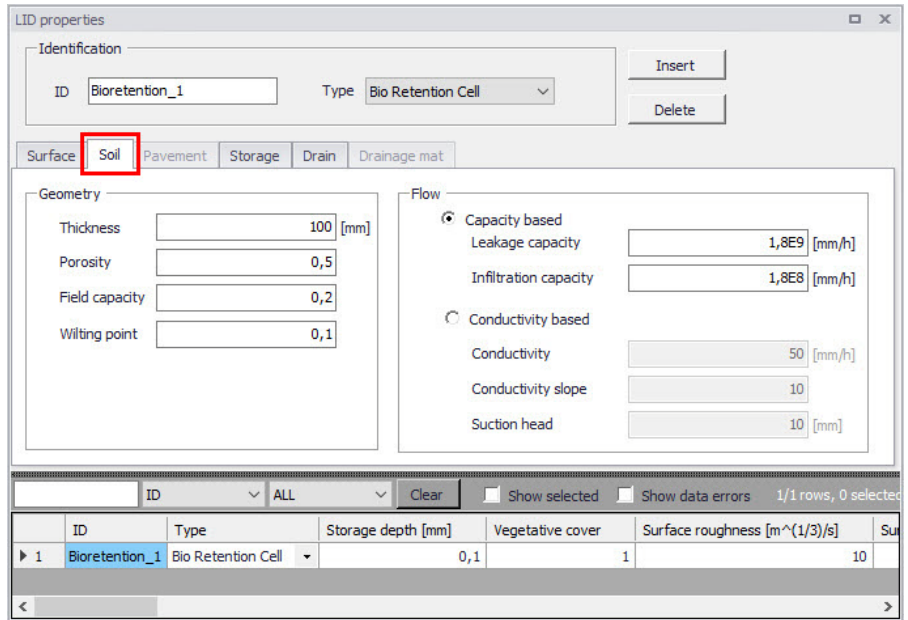 LID properties
Identification
ID Bioretention_1 Type Bio Retention Cell
Insert
Delete
Surface Soil Pavement Storage Drain Drainage mat
Geometry
Thickness 100 [mm]
Porosity 0,5
Field capacity 0,2
Wilting point 0,1
Flow
Capacity based
Leakage capacity 1,8E9 [mm/h]
Infiltration capacity 1,8E8 [mm/h]
Conductivity based
Conductivity 50 [mm/h]
Conductivity slope 10
Suction head 10 [mm]
ID ALL Clear Show selected Show data errors 1/1 rows, 0 selected
ID Type Storage depth [mm] Vegetative cover Surface roughness [m^(1/3)/s]
1 Bioretention_1 Bio Retention Cell 0,1 1 10